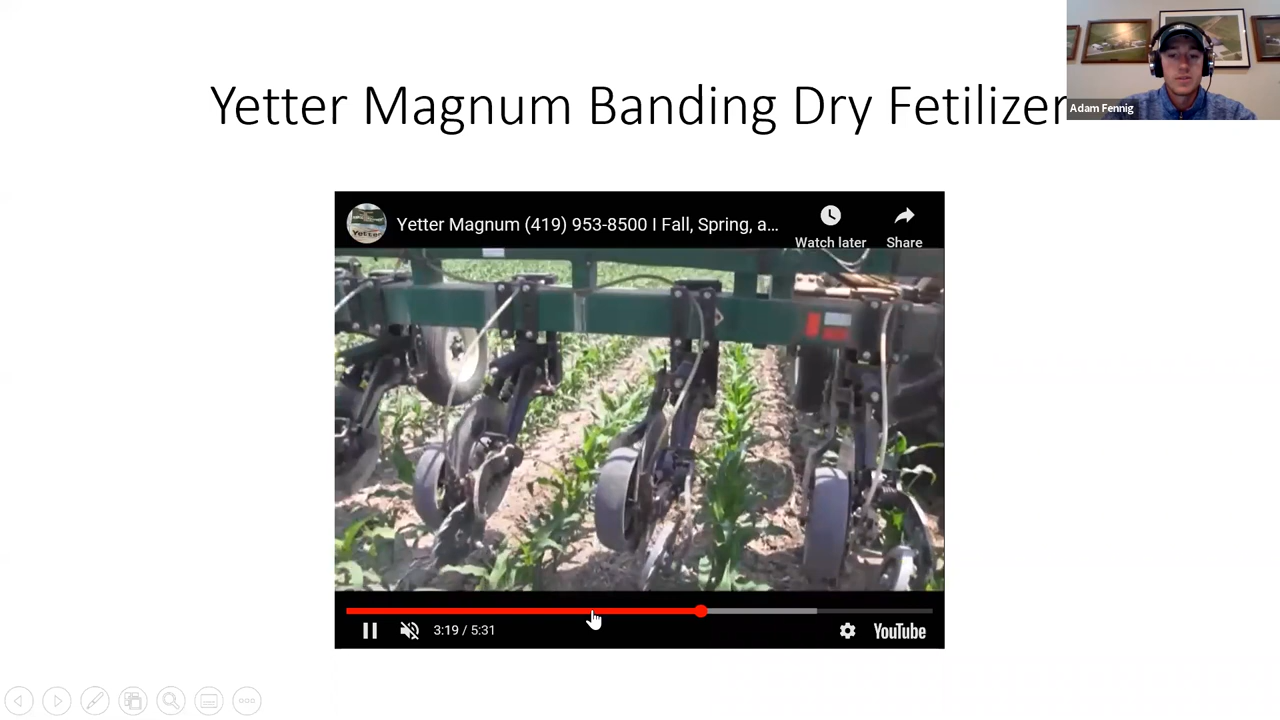 Yetter Magnum Banding Dry Fetilizer
Adam Fennig
Yetter
Yetter Magnum (419) 953-8500 I Fall, Spring, a...
Watch later
Share
3:19 / 5:31
YouTube